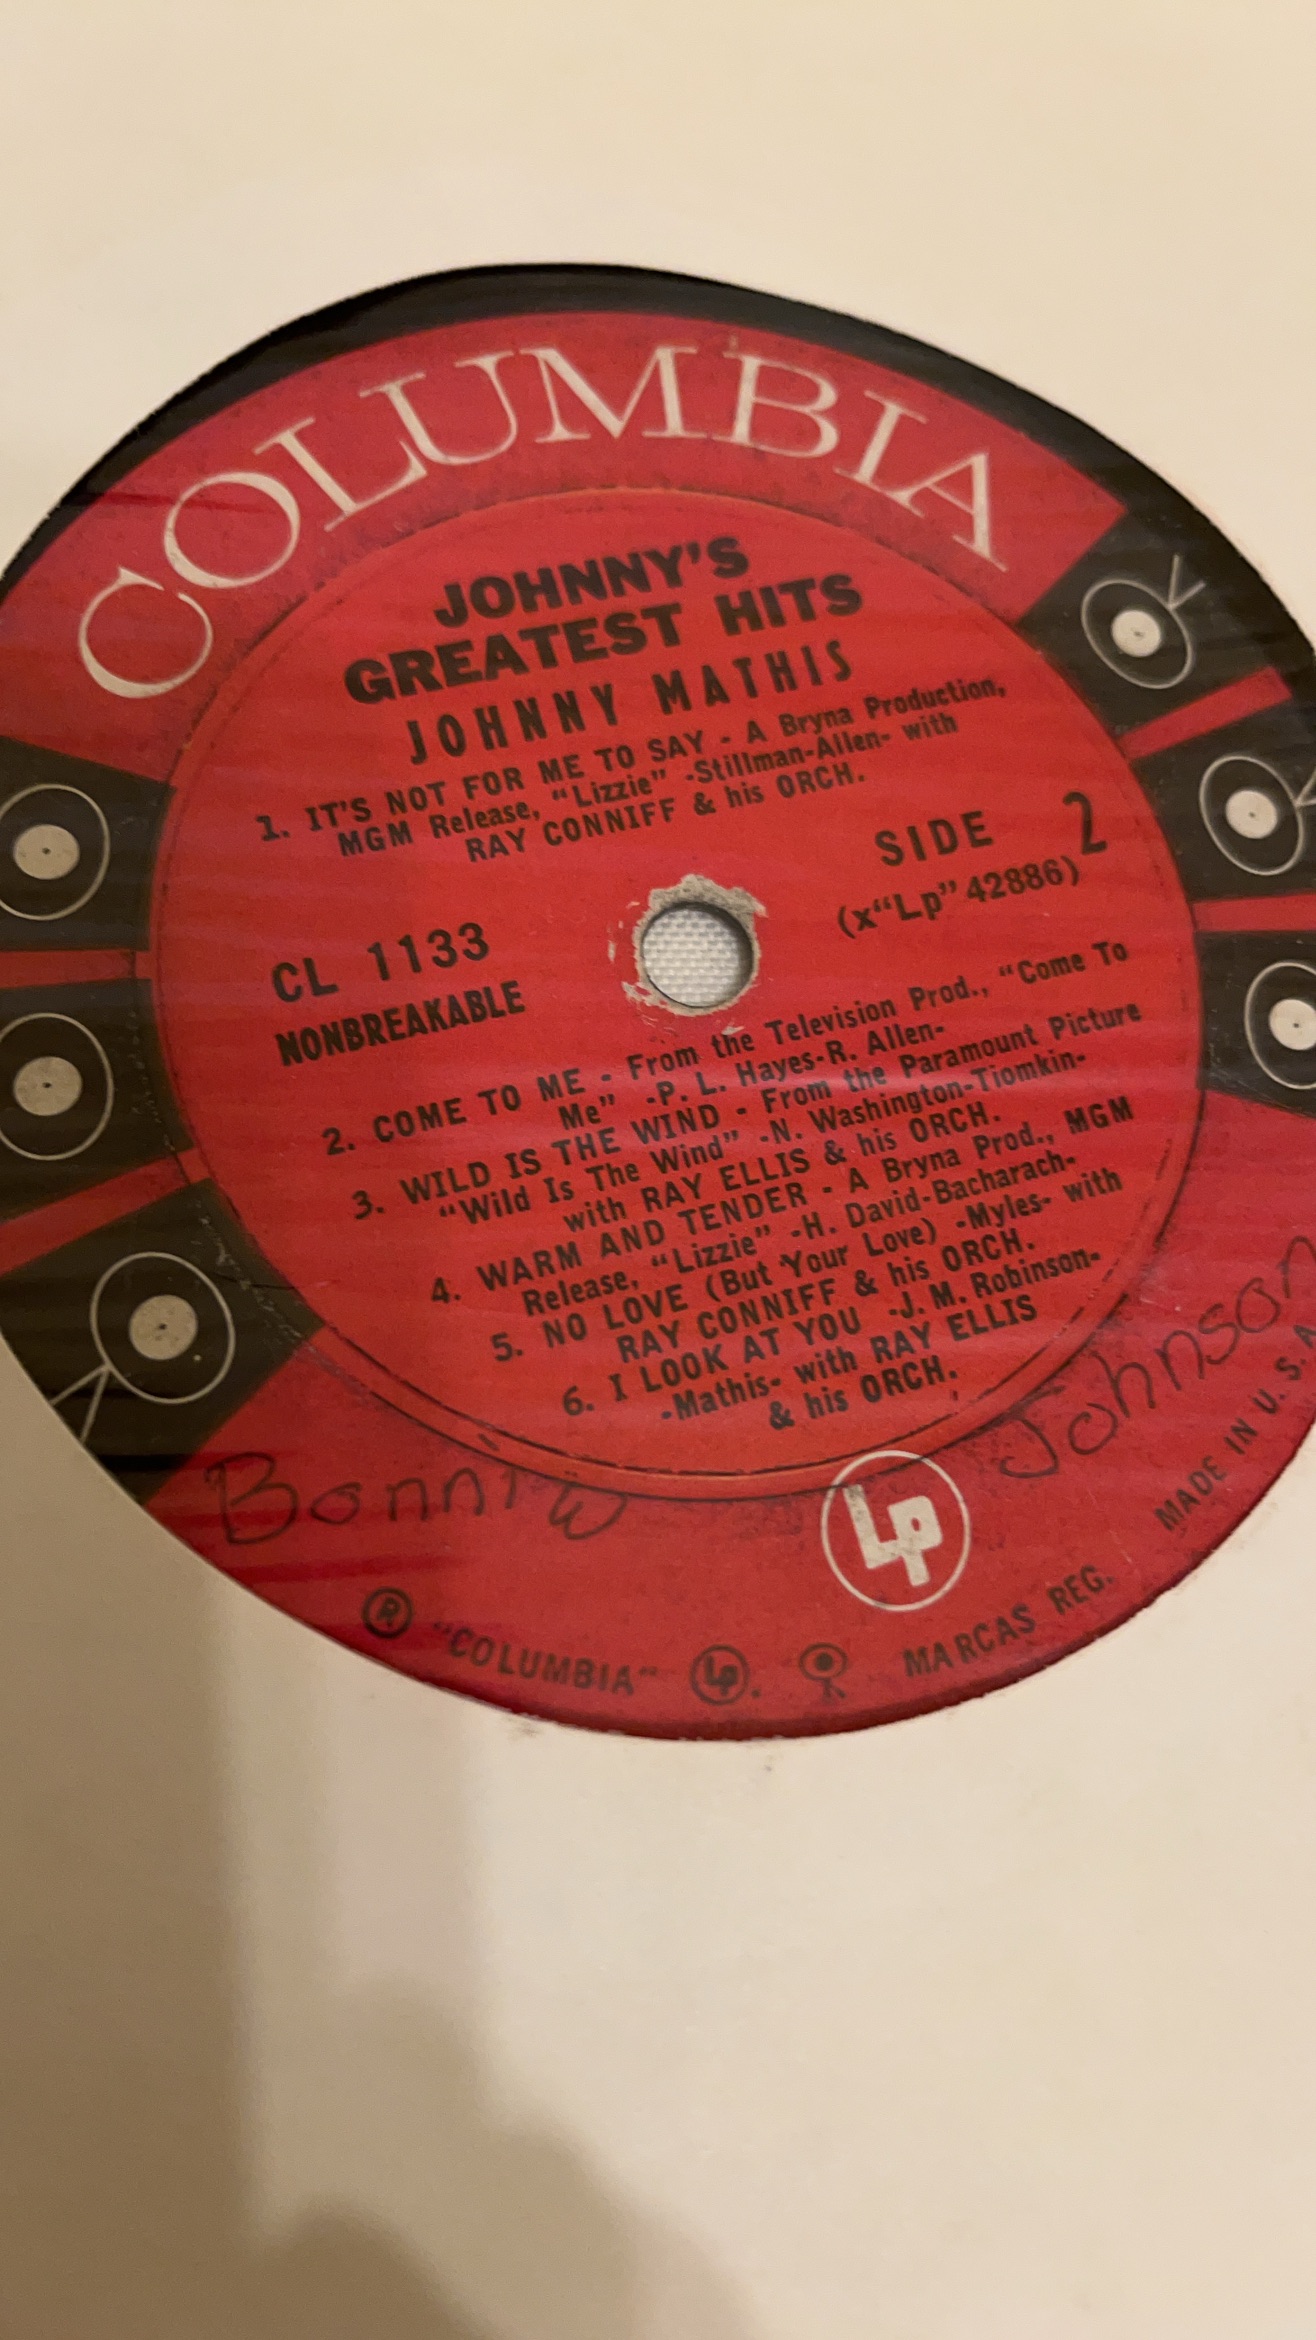 COLUMBIA
JOHNNY'S
GREATEST HITS
JOHNNY MATHIS
1. IT'S NOT FOR ME TO SAY - A Bryna Production,
MGM Release, "Lizzie" -Stillman-Allen- with
RAY CONNIFF & his ORCH.
SIDE 2
(x"Lp" 42886)
CL 1133
NONBREAKABLE
2. COME TO ME - From the Television Prod., "Come To
Me" -P. L. Hayes-R. Allen-
3. WILD IS THE WIND - From the Paramount Picture
"Wild Is The Wind" -N. Washington-Tiomkin-
with RAY ELLIS & his ORCH.
4. WARM AND TENDER - A Bryna Prod., MGM
Release, "Lizzie" -H. David-Bacharach-
5. NO LOVE (But Your Love) -Myles- with
RAY CONNIFF & his ORCH.
6. I LOOK AT YOU -J. M. Robinson-
-Mathis- with RAY ELLIS
& his ORCH.
Bonnie Johnson
Lp
® "COLUMBIA" Lp. MARCAS REG. MADE IN U. S. A